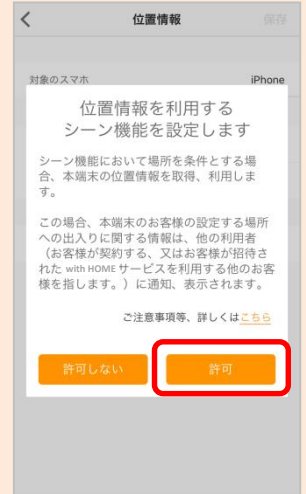 位置情報 保存
対象のスマホ iPhone
位置情報を利用する
シーン機能を設定します
シーン機能において場所を条件とする場
合、本端末の位置情報を取得、利用しま
す。
この場合、本端末のお客様の設定する場所
への出入りに関する情報は、他の利用者
（お客様が契約する、又はお客様が招待さ
れた with HOME サービスを利用する他のお客
様を指します。）に通知、表示されます。
ご注意事項等、詳しくはこちら
許可しない 許可